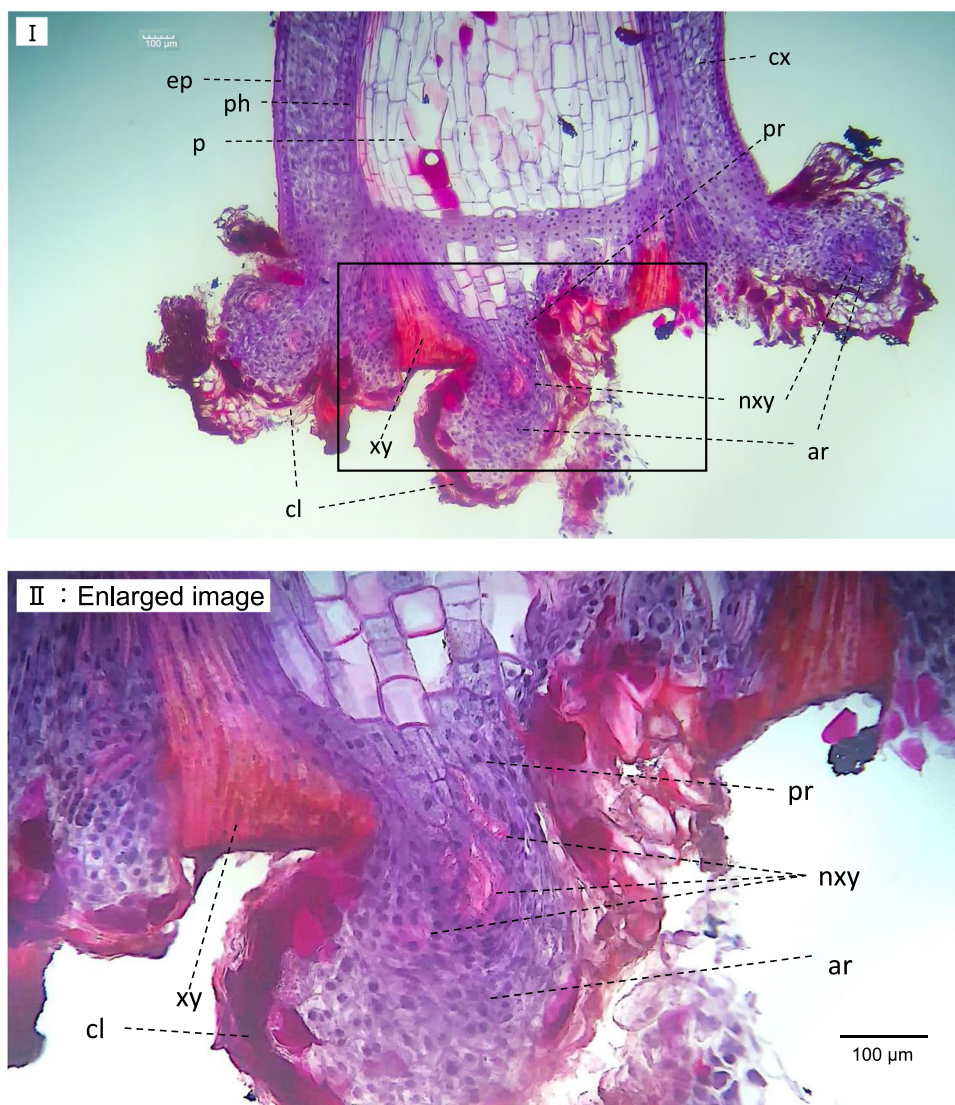 Ⅰ
100 µm
ep
cx
ph
pr
p
nxy
xy
ar
cl
Ⅱ : Enlarged image
pr
nxy
ar
xy
cl
100 µm